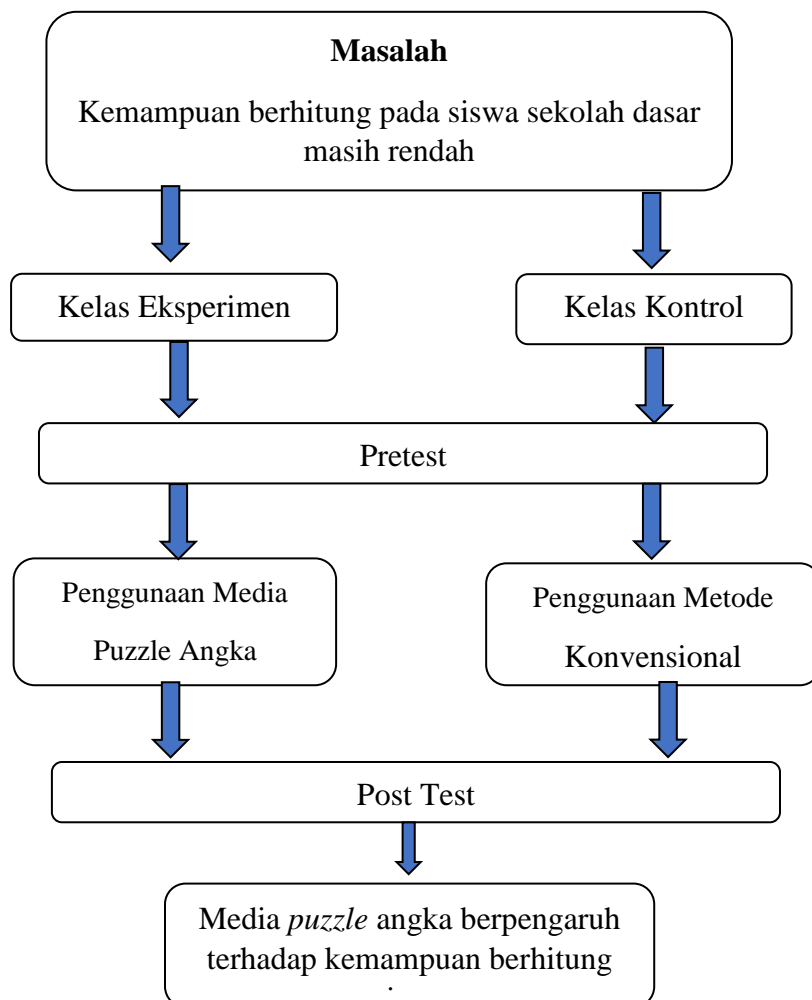 Masalah
Kemampuan berhitung pada siswa sekolah dasar
masih rendah
Kelas Eksperimen
Kelas Kontrol
Pretest
Penggunaan Media
Puzzle Angka
Penggunaan Metode
Konvensional
Post Test
Media puzzle angka berpengaruh
terhadap kemampuan berhitung